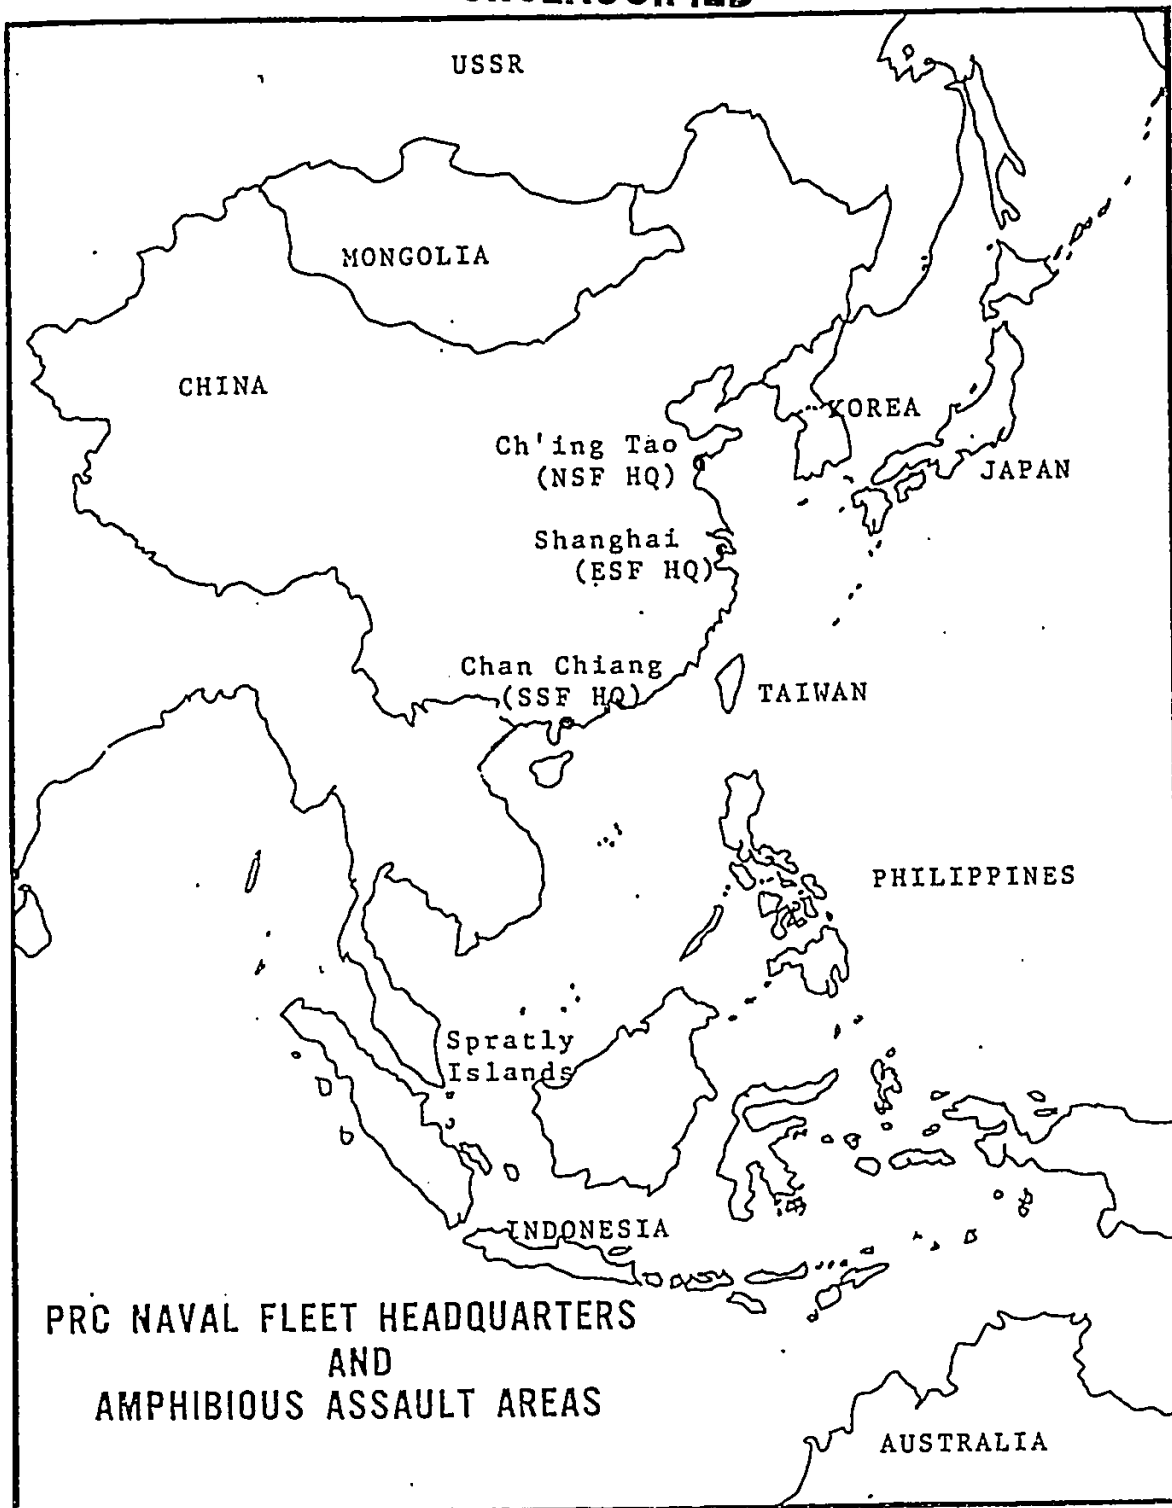 USSR
MONGOLIA
CHINA
KOREA
Ch'ing Tao
(NSF HQ)
JAPAN
Shanghai
(ESF HQ)
Chan Chiang
(SSF HQ)
TAIWAN
PHILIPPINES
Spratly
Islands
INDONESIA
PRC NAVAL FLEET HEADQUARTERS
AND
AMPHIBIOUS ASSAULT AREAS
AUSTRALIA